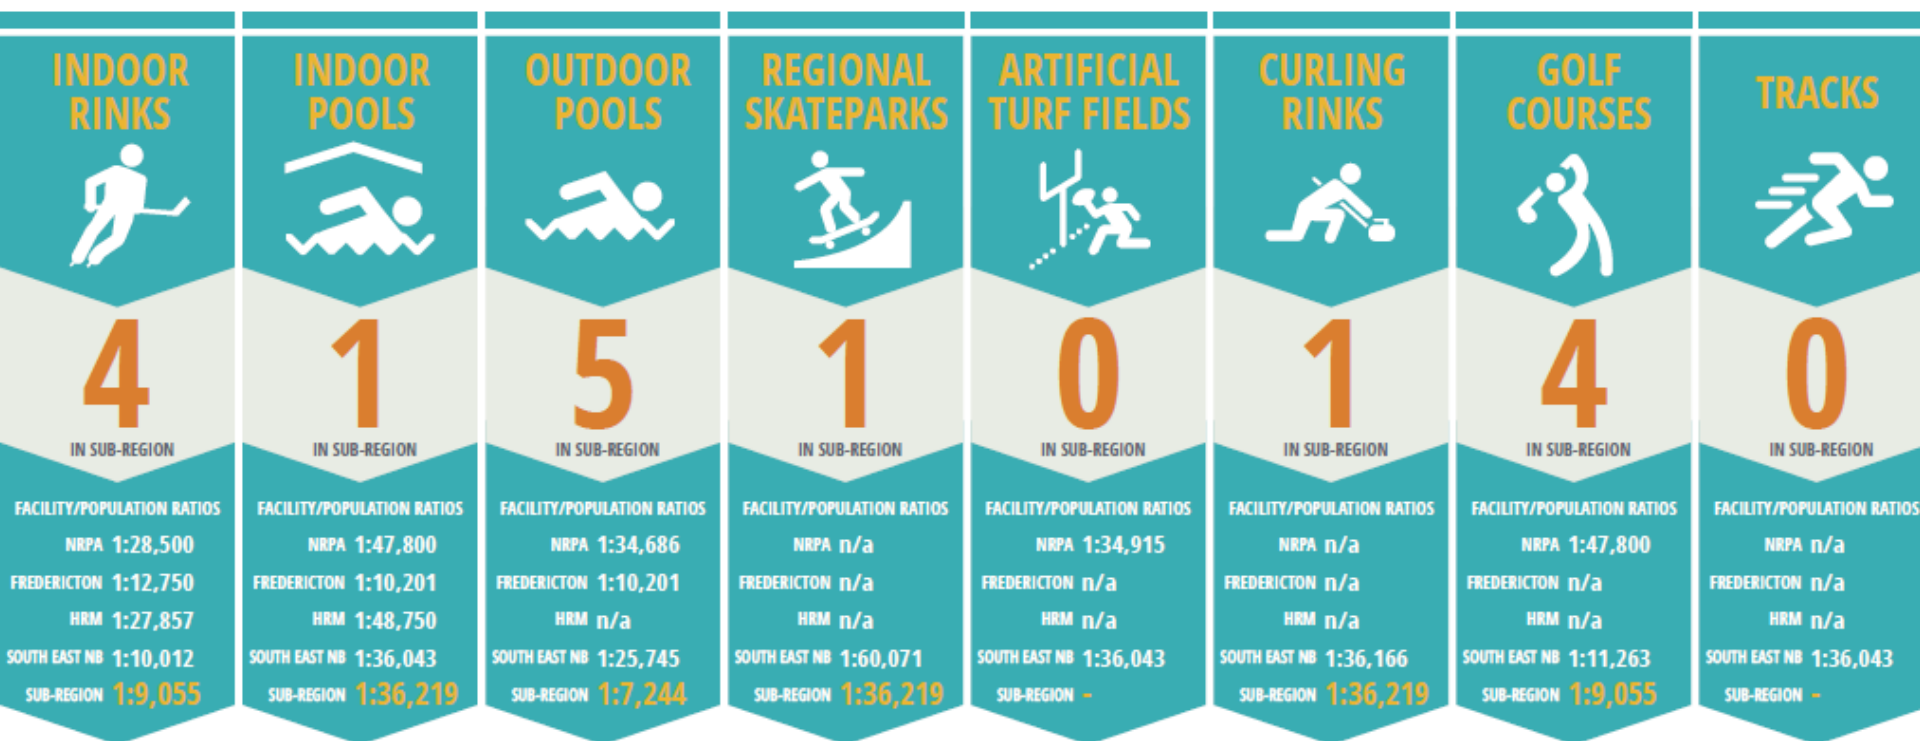 INDOOR
RINKS
4
IN SUB-REGION
FACILITY/POPULATION RATIOS
NRPA 1:28,500
FREDERICTON 1:12,750
HRM 1:27,857
SOUTH EAST NB 1:10,012
SUB-REGION 1:9,055
INDOOR
POOLS
1
IN SUB-REGION
FACILITY/POPULATION RATIOS
NRPA 1:47,800
FREDERICTON 1:10,201
HRM 1:48,750
SOUTH EAST NB 1:36,043
SUB-REGION 1:36,219
OUTDOOR
POOLS
5
IN SUB-REGION
FACILITY/POPULATION RATIOS
NRPA 1:34,686
FREDERICTON 1:10,201
HRM n/a
SOUTH EAST NB 1:25,745
SUB-REGION 1:7,244
REGIONAL
SKATEPARKS
1
IN SUB-REGION
FACILITY/POPULATION RATIOS
NRPA n/a
FREDERICTON n/a
HRM n/a
SOUTH EAST NB 1:60,071
SUB-REGION 1:36,219
ARTIFICIAL
TURF FIELDS
0
IN SUB-REGION
FACILITY/POPULATION RATIOS
NRPA 1:34,915
FREDERICTON n/a
HRM n/a
SOUTH EAST NB 1:36,043
SUB-REGION -
CURLING
RINKS
1
IN SUB-REGION
FACILITY/POPULATION RATIOS
NRPA n/a
FREDERICTON n/a
HRM n/a
SOUTH EAST NB 1:36,166
SUB-REGION 1:36,219
GOLF
COURSES
4
IN SUB-REGION
FACILITY/POPULATION RATIOS
NRPA 1:47,800
FREDERICTON n/a
HRM n/a
SOUTH EAST NB 1:11,263
SUB-REGION 1:9,055
TRACKS
0
IN SUB-REGION
FACILITY/POPULATION RATIOS
NRPA n/a
FREDERICTON n/a
HRM n/a
SOUTH EAST NB 1:36,043
SUB-REGION -